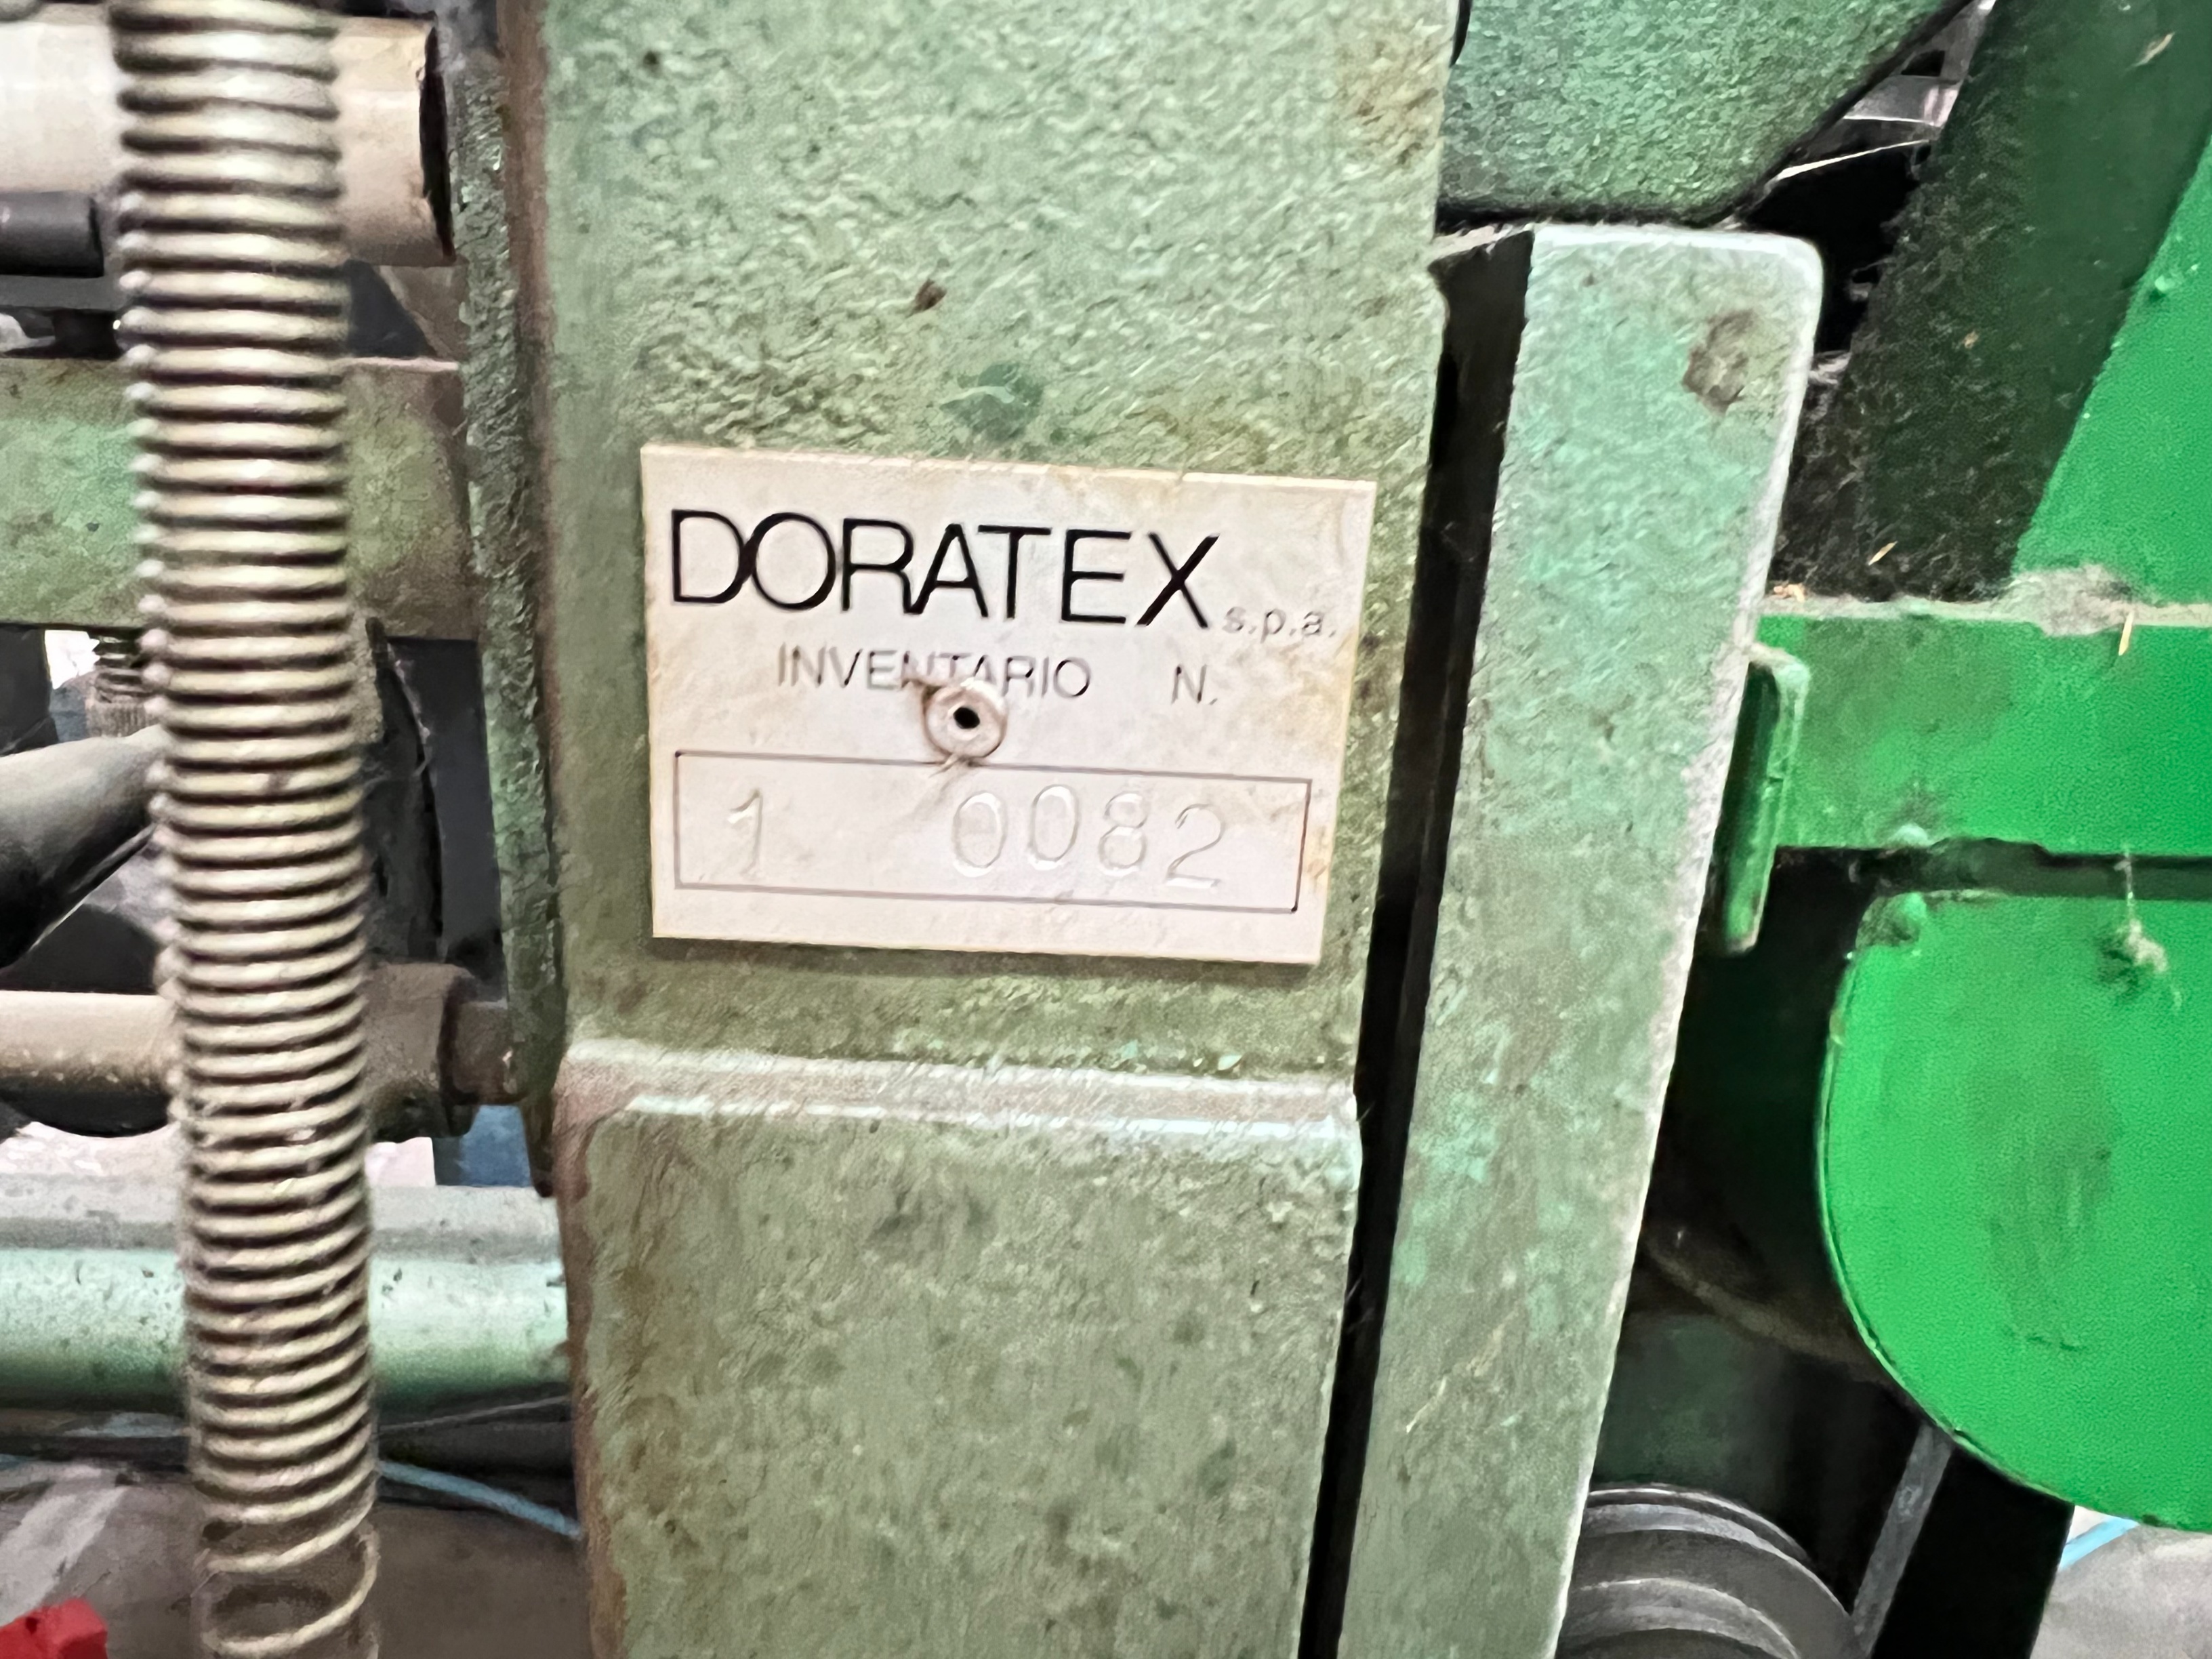 DORATEX s.p.a.
INVENTARIO N.
1 0082